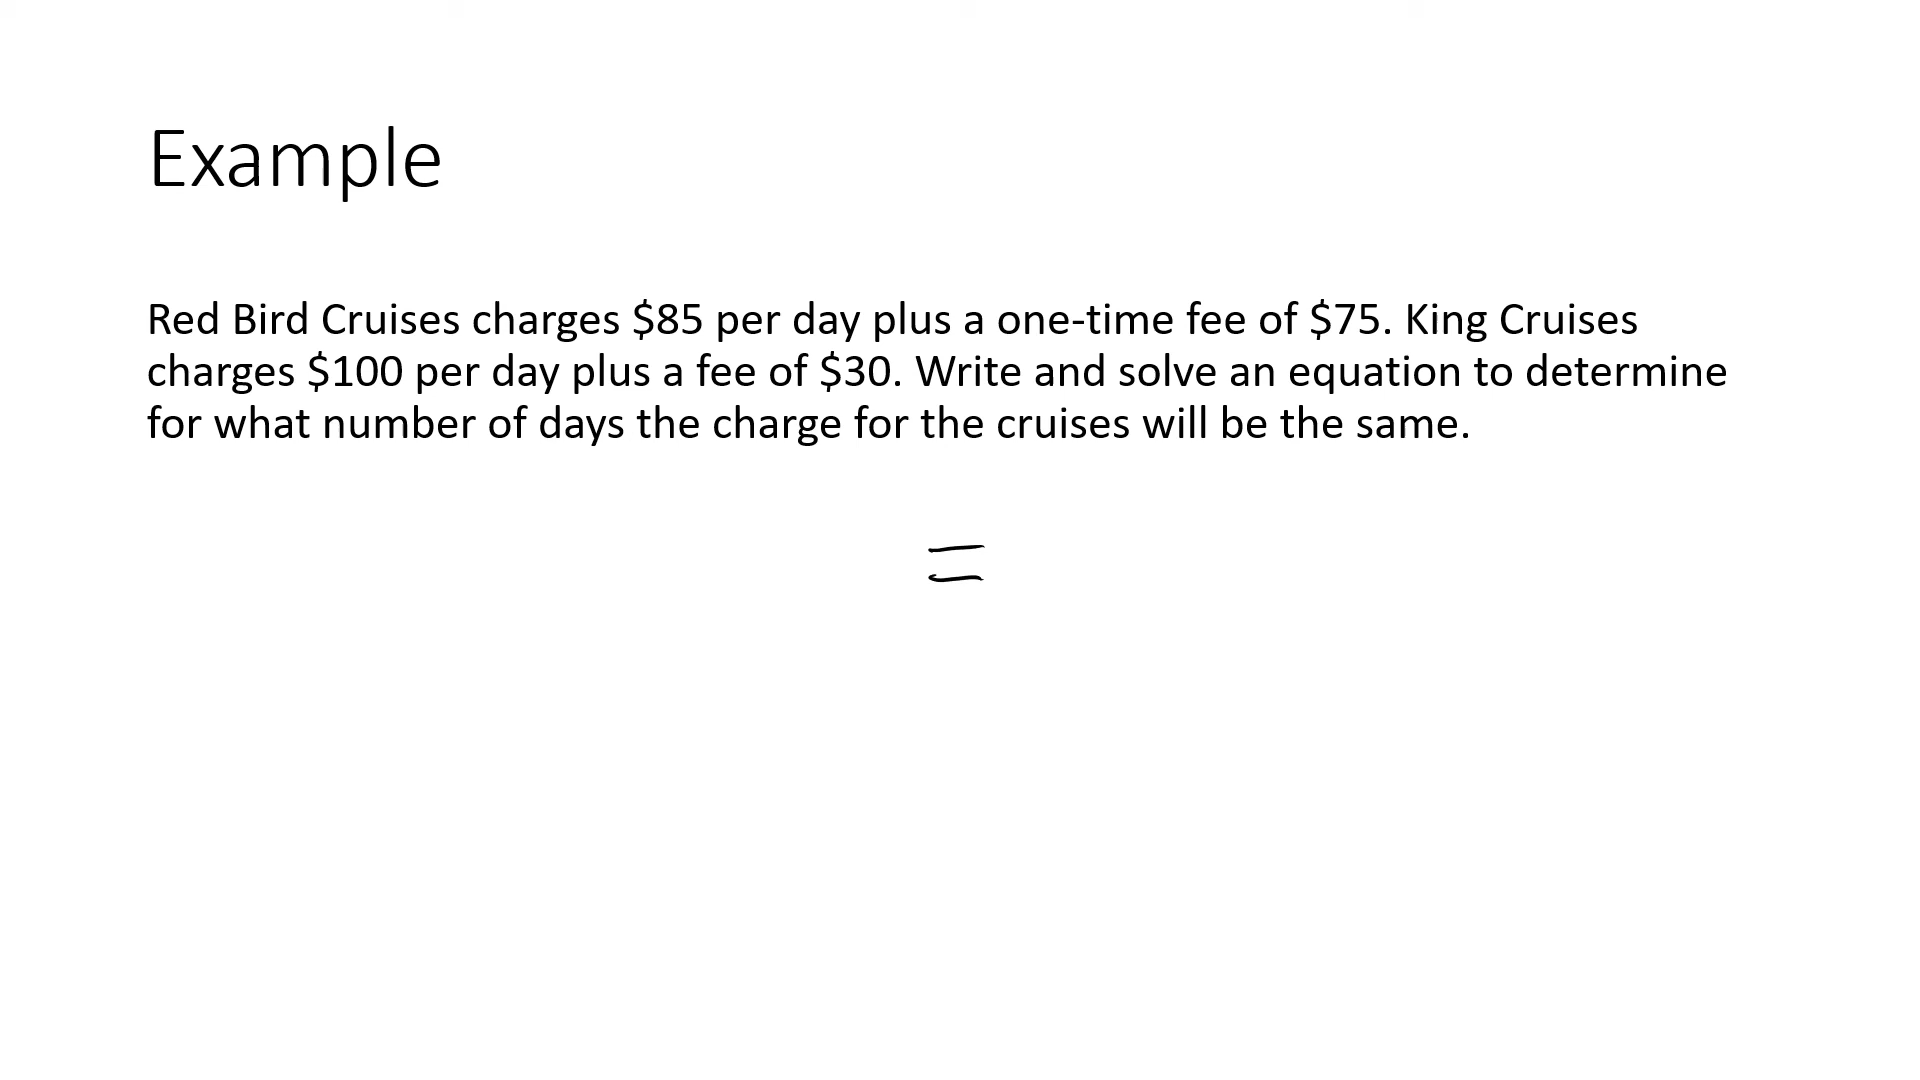 Example
Red Bird Cruises charges $85 per day plus a one-time fee of $75. King Cruises
charges $100 per day plus a fee of $30. Write and solve an equation to determine
for what number of days the charge for the cruises will be the same.
=